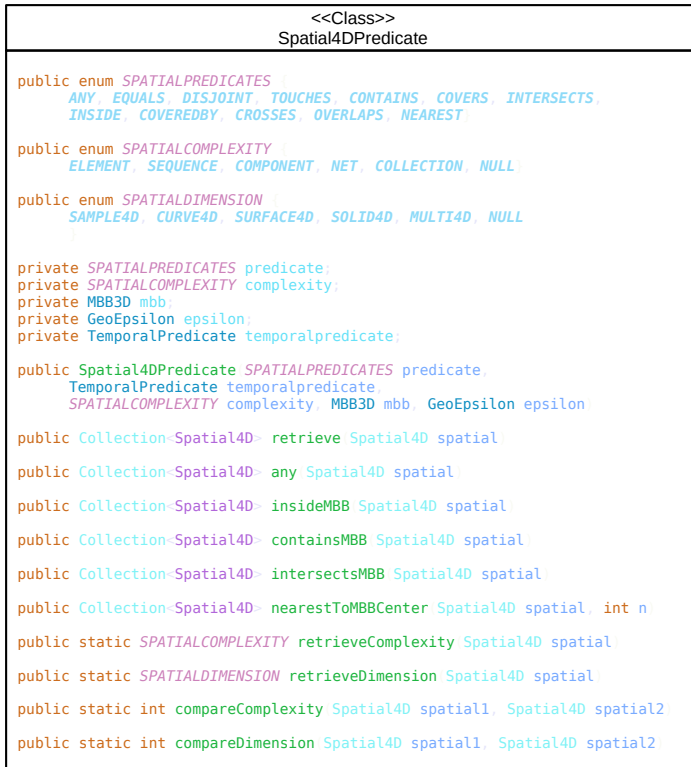 <<Class>>
Spatial4DPredicate
public enum SPATIALPREDICATES {
ANY, EQUALS, DISJOINT, TOUCHES, CONTAINS, COVERS, INTERSECTS,
INSIDE, COVEREDBY, CROSSES, OVERLAPS, NEAREST}
public enum SPATIALCOMPLEXITY {
ELEMENT, SEQUENCE, COMPONENT, NET, COLLECTION, NULL}
public enum SPATIALDIMENSION {
SAMPLE4D, CURVE4D, SURFACE4D, SOLID4D, MULTI4D, NULL
}
private SPATIALPREDICATES predicate;
private SPATIALCOMPLEXITY complexity;
private MBB3D mbb;
private GeoEpsilon epsilon;
private TemporalPredicate temporalpredicate;
public Spatial4DPredicate(SPATIALPREDICATES predicate,
TemporalPredicate temporalpredicate,
SPATIALCOMPLEXITY complexity, MBB3D mbb, GeoEpsilon epsilon)
public Collection<Spatial4D> retrieve(Spatial4D spatial)
public Collection<Spatial4D> any(Spatial4D spatial)
public Collection<Spatial4D> insideMBB(Spatial4D spatial)
public Collection<Spatial4D> containsMBB(Spatial4D spatial)
public Collection<Spatial4D> intersectsMBB(Spatial4D spatial)
public Collection<Spatial4D> nearestToMBBCenter(Spatial4D spatial, int n)
public static SPATIALCOMPLEXITY retrieveComplexity(Spatial4D spatial)
public static SPATIALDIMENSION retrieveDimension(Spatial4D spatial)
public static int compareComplexity(Spatial4D spatial1, Spatial4D spatial2)
public static int compareDimension(Spatial4D spatial1, Spatial4D spatial2)